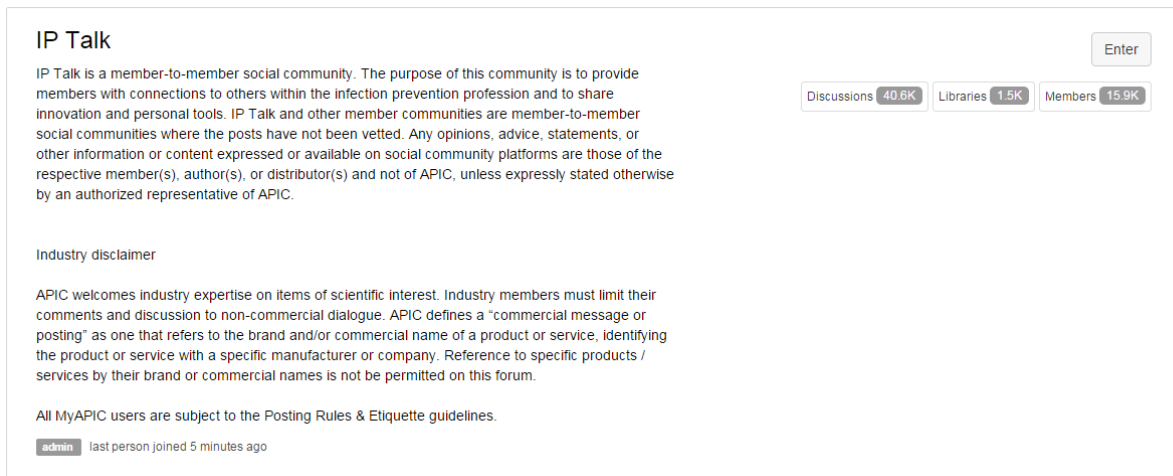 IP Talk
Enter
IP Talk is a member-to-member social community. The purpose of this community is to provide
members with connections to others within the infection prevention profession and to share
innovation and personal tools. IP Talk and other member communities are member-to-member
social communities where the posts have not been vetted. Any opinions, advice, statements, or
other information or content expressed or available on social community platforms are those of the
respective member(s), author(s), or distributor(s) and not of APIC, unless expressly stated otherwise
by an authorized representative of APIC.
Discussions 40.6K Libraries 1.5K Members 15.9K
Industry disclaimer
APIC welcomes industry expertise on items of scientific interest. Industry members must limit their
comments and discussion to non-commercial dialogue. APIC defines a “commercial message or
posting” as one that refers to the brand and/or commercial name of a product or service, identifying
the product or service with a specific manufacturer or company. Reference to specific products /
services by their brand or commercial names is not be permitted on this forum.
All MyAPIC users are subject to the Posting Rules & Etiquette guidelines.
admin last person joined 5 minutes ago